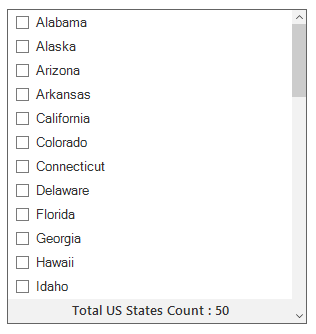 Alabama
Alaska
Arizona
Arkansas
California
Colorado
Connecticut
Delaware
Florida
Georgia
Hawaii
Idaho
Total US States Count : 50